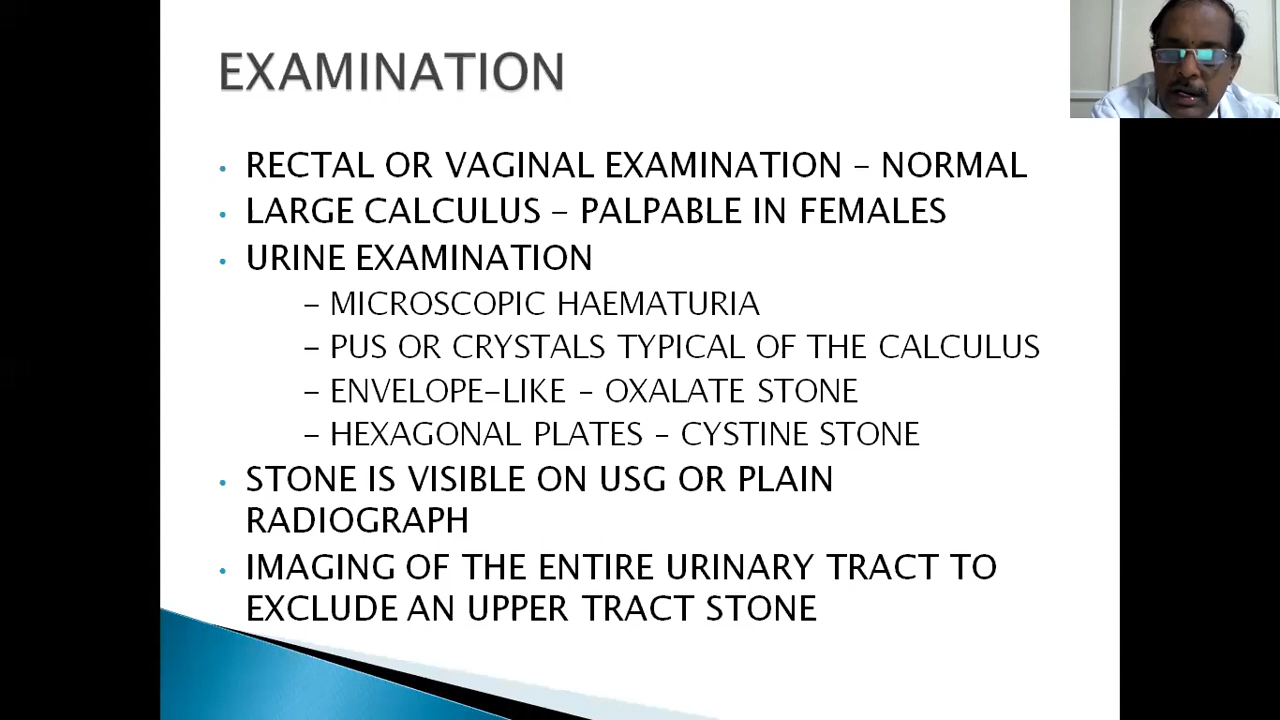 EXAMINATION
• RECTAL OR VAGINAL EXAMINATION – NORMAL
• LARGE CALCULUS – PALPABLE IN FEMALES
• URINE EXAMINATION
– MICROSCOPIC HAEMATURIA
– PUS OR CRYSTALS TYPICAL OF THE CALCULUS
– ENVELOPE-LIKE – OXALATE STONE
– HEXAGONAL PLATES – CYSTINE STONE
• STONE IS VISIBLE ON USG OR PLAIN
RADIOGRAPH
• IMAGING OF THE ENTIRE URINARY TRACT TO
EXCLUDE AN UPPER TRACT STONE